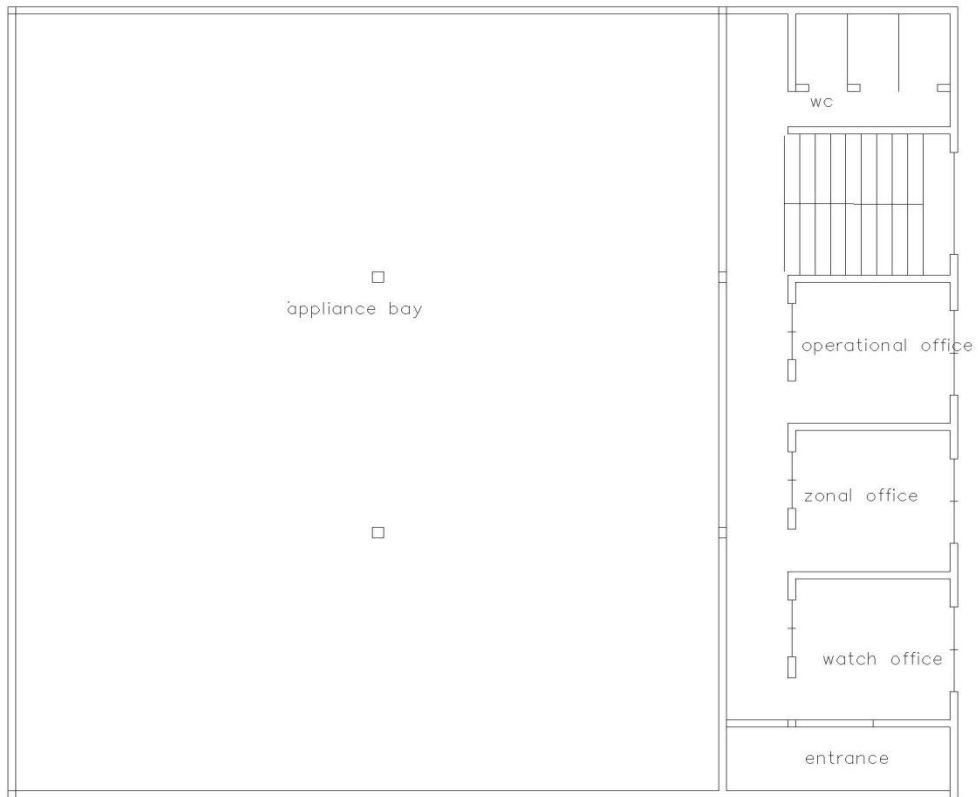 wc
appliance bay
operational office
zonal office
watch office
entrance